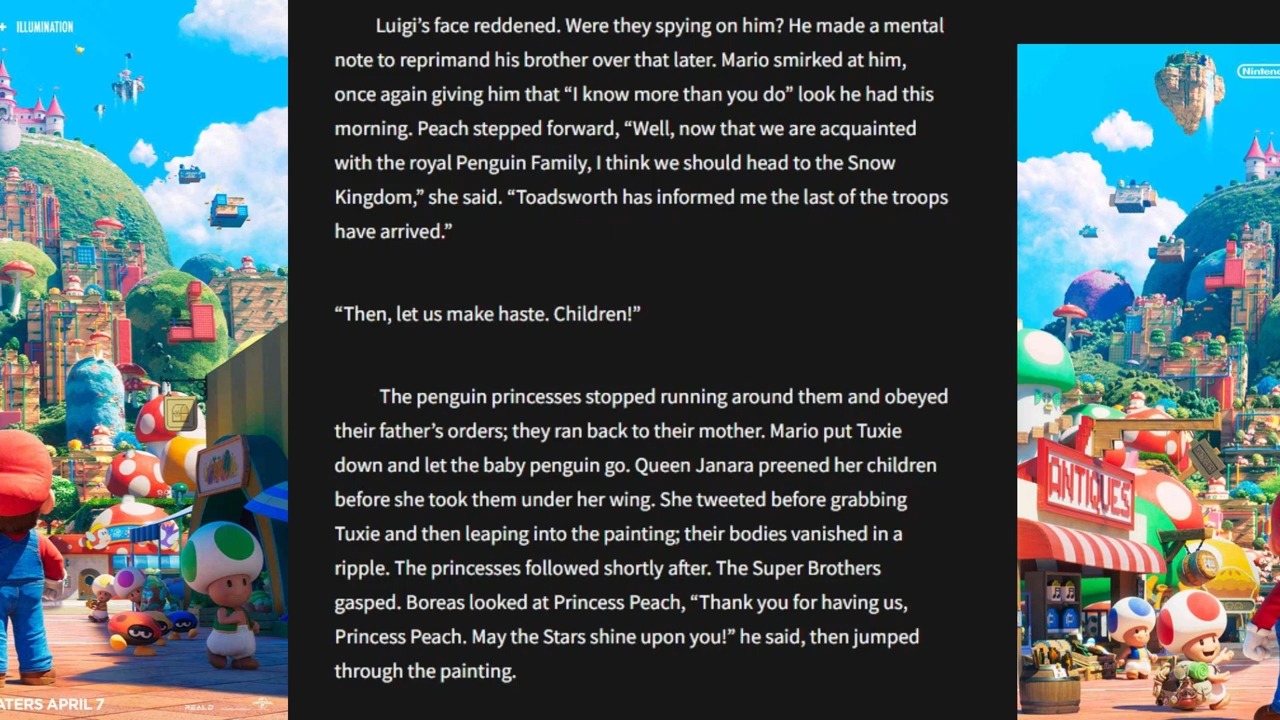 + ILLUMINATION
Luigi’s face reddened. Were they spying on him? He made a mental
note to reprimand his brother over that later. Mario smirked at him,
once again giving him that “I know more than you do” look he had this
morning. Peach stepped forward, “Well, now that we are acquainted
with the royal Penguin Family, I think we should head to the Snow
Kingdom,” she said. “Toadsworth has informed me the last of the troops
have arrived.”
“Then, let us make haste. Children!”
The penguin princesses stopped running around them and obeyed
their father’s orders; they ran back to their mother. Mario put Tuxie
down and let the baby penguin go. Queen Janara preened her children
before she took them under her wing. She tweeted before grabbing
Tuxie and then leaping into the painting; their bodies vanished in a
ripple. The princesses followed shortly after. The Super Brothers
gasped. Boreas looked at Princess Peach, “Thank you for having us,
Princess Peach. May the Stars shine upon you!” he said, then jumped
through the painting.
ATERS APRIL 7
REALD
Ninten
ANTIQUES